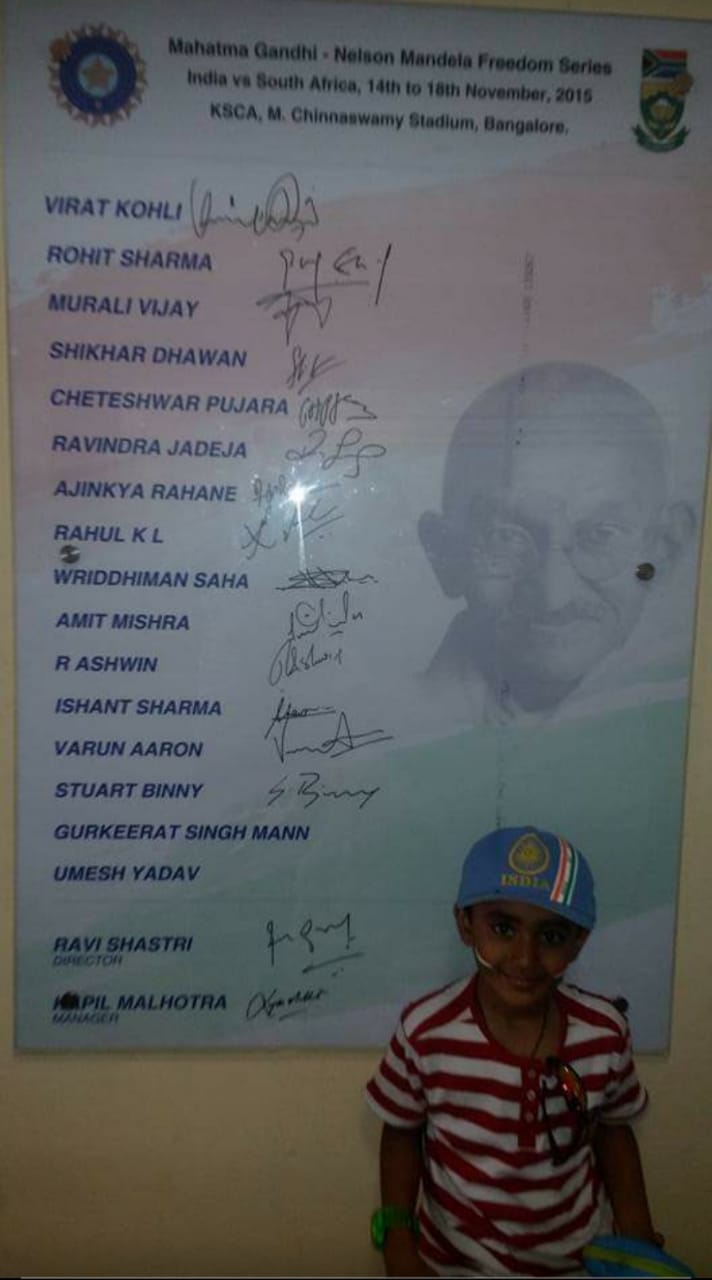 Mahatma Gandhi - Nelson Mandela Freedom Series
India vs South Africa, 14th to 18th November, 2015
KSCA, M. Chinnaswamy Stadium, Bangalore.
VIRAT KOHLI
ROHIT SHARMA
MURALI VIJAY
SHIKHAR DHAWAN
CHETESHWAR PUJARA
RAVINDRA JADEJA
AJINKYA RAHANE
RAHUL K L
WRIDDHIMAN SAHA
AMIT MISHRA
R ASHWIN
ISHANT SHARMA
VARUN AARON
STUART BINNY S. Binny
GURKEERAT SINGH MANN
UMESH YADAV
RAVI SHASTRI
DIRECTOR
KAPIL MALHOTRA
MANAGER
INDIA